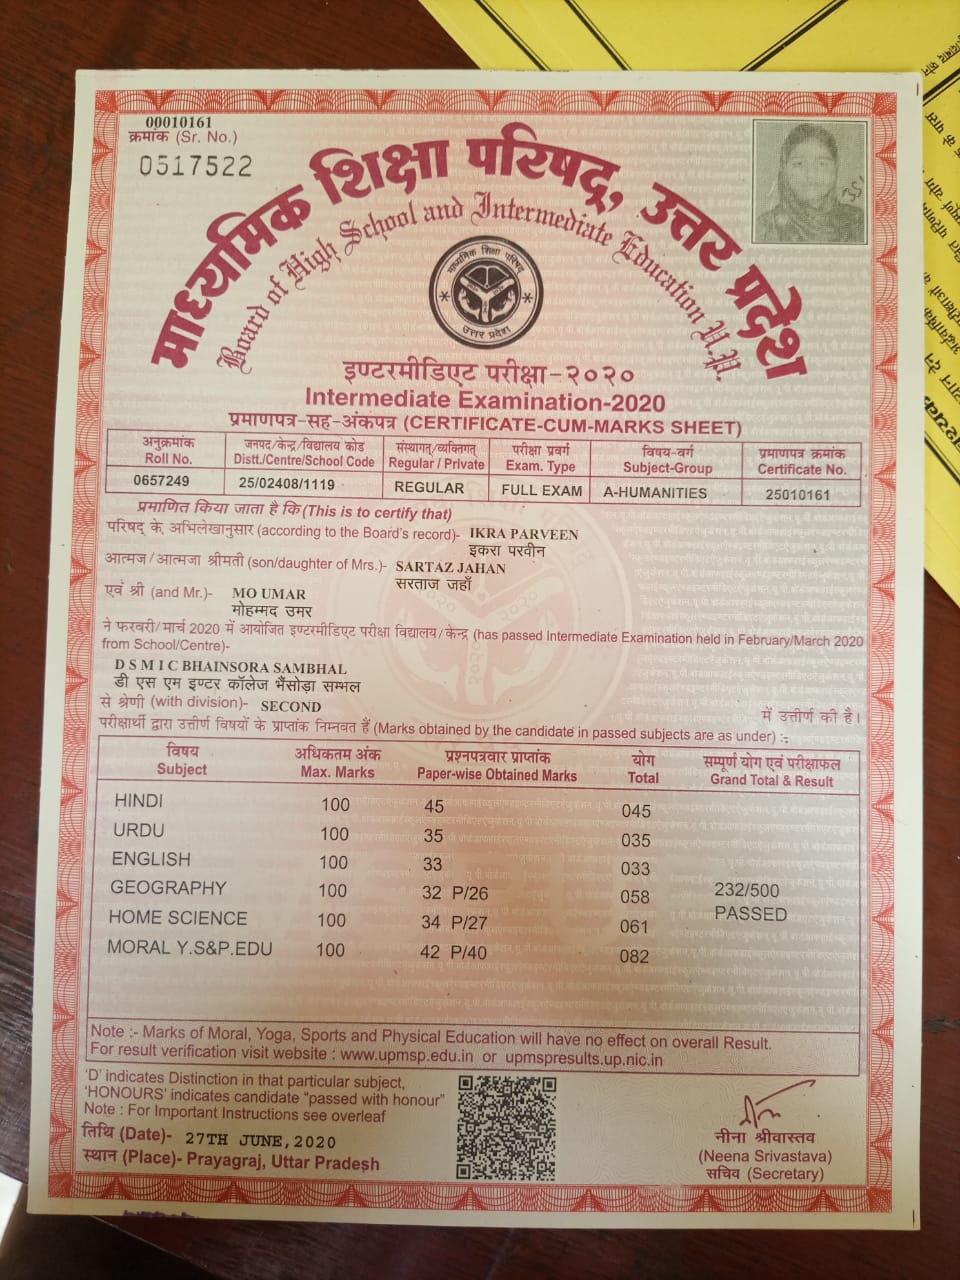 00010161
क्रमांक (Sr. No.)
0517522
माध्यमिक शिक्षा परिषद्, उत्तर प्रदेश
Board of High School and Intermediate Education U.P.
माध्यमिक शिक्षा परिषद्
उत्तर प्रदेश
इण्टरमीडिएट परीक्षा-२०२०
Intermediate Examination-2020
प्रमाणपत्र-सह-अंकपत्र (CERTIFICATE-CUM-MARKS SHEET)
अनुक्रमांक जनपद/केन्द्र/विद्यालय कोड संस्थागत/व्यक्तिगत परीक्षा प्रवर्ग विषय-वर्ग प्रमाणपत्र क्रमांक
Roll No. Distt./Centre/School Code Regular / Private Exam. Type Subject-Group Certificate No.
0657249 25/02408/1119 REGULAR FULL EXAM A-HUMANITIES 25010161
प्रमाणित किया जाता है कि (This is to certify that)
परिषद् के अभिलेखानुसार (according to the Board's record)- IKRA PARVEEN
इकरा परवीन
आत्मज/आत्मजा श्रीमती (son/daughter of Mrs.)- SARTAZ JAHAN
सरताज जहाँ
एवं श्री (and Mr.)- MO UMAR
मोहम्मद उमर
ने फरवरी/मार्च 2020 में आयोजित इण्टरमीडिएट परीक्षा विद्यालय/केन्द्र (has passed Intermediate Examination held in February/March 2020
from School/Centre)-
D S M I C BHAINSORA SAMBHAL
डी एस एम इण्टर कॉलेज भैंसोड़ा सम्भल
से श्रेणी (with division)- SECOND में उत्तीर्ण की है।
परीक्षार्थी द्वारा उत्तीर्ण विषयों के प्राप्तांक निम्नवत हैं (Marks obtained by the candidate in passed subjects are as under) :-
विषय अधिकतम अंक प्रश्नपत्रवार प्राप्तांक योग सम्पूर्ण योग एवं परीक्षाफल
Subject Max. Marks Paper-wise Obtained Marks Total Grand Total & Result
HINDI 100 45 045
URDU 100 35 035
ENGLISH 100 33 033
GEOGRAPHY 100 32 P/26 058 232/500
HOME SCIENCE 100 34 P/27 061 PASSED
MORAL Y.S&P.EDU 100 42 P/40 082
Note :- Marks of Moral, Yoga, Sports and Physical Education will have no effect on overall Result.
For result verification visit website : www.upmsp.edu.in or upmspresults.up.nic.in
'D' indicates Distinction in that particular subject,
'HONOURS' indicates candidate "passed with honour"
Note : For Important Instructions see overleaf
तिथि (Date)- 27TH JUNE,2020
स्थान (Place)- Prayagraj, Uttar Pradesh
नीना श्रीवास्तव
(Neena Srivastava)
सचिव (Secretary)